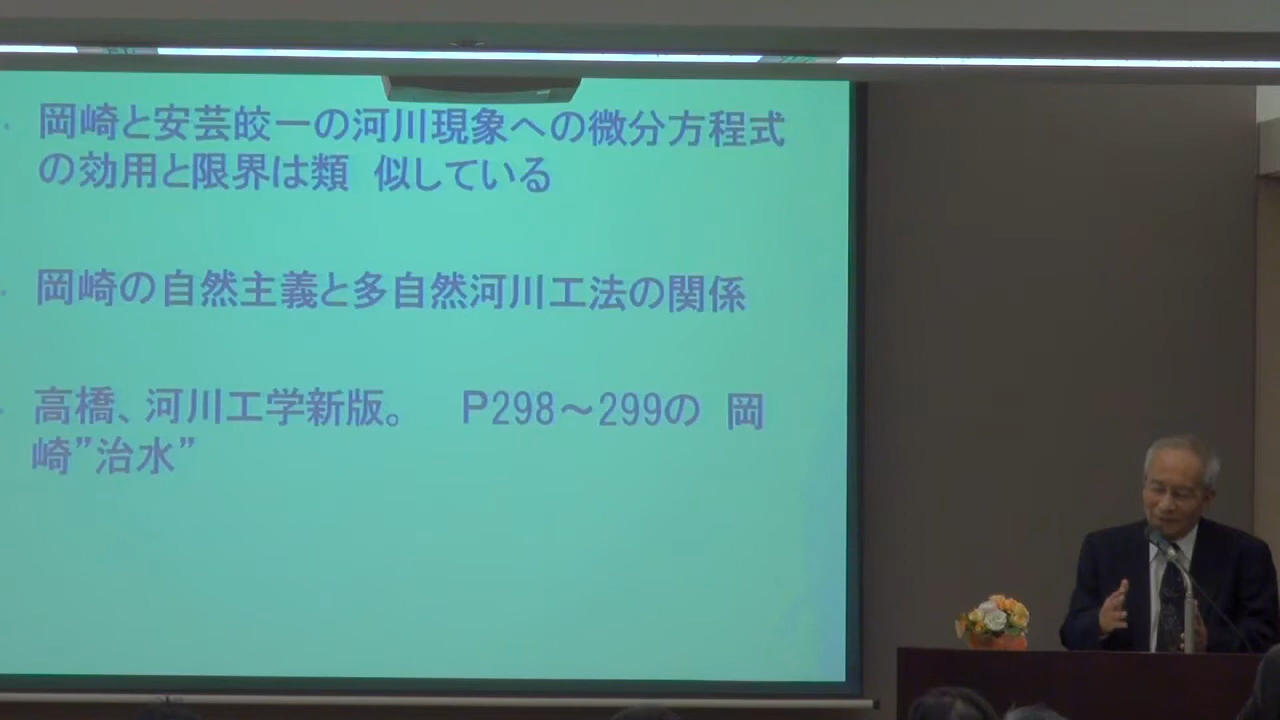 ・岡崎と安芸皎一の河川現象への微分方程式
の効用と限界は類　似している
・岡崎の自然主義と多自然河川工法の関係
・高橋、河川工学新版。　P298～299の　岡
崎”治水”